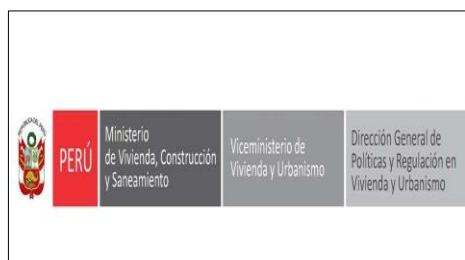 PERÚ
Ministerio
de Vivienda, Construcción
y Saneamiento
Viceministerio de
Vivienda y Urbanismo
Dirección General de
Políticas y Regulación en
Vivienda y Urbanismo